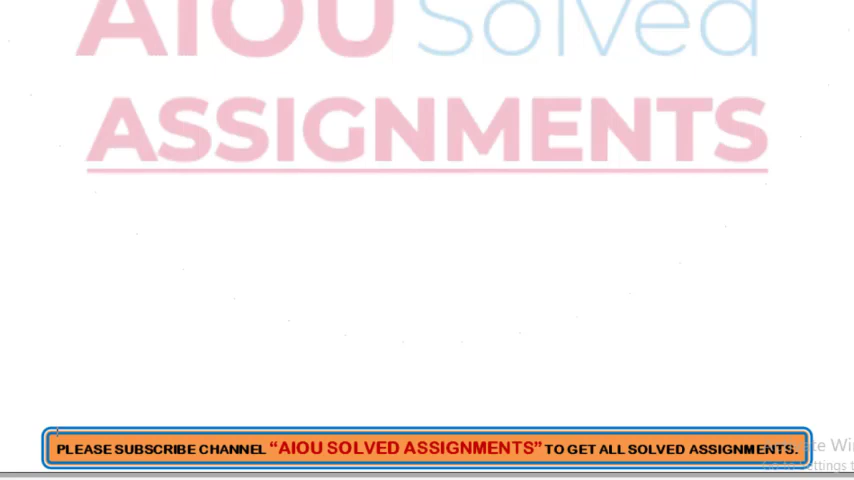 AIOU Solved
ASSIGNMENTS
PLEASE SUBSCRIBE CHANNEL “AIOU SOLVED ASSIGNMENTS” TO GET ALL SOLVED ASSIGNMENTS.